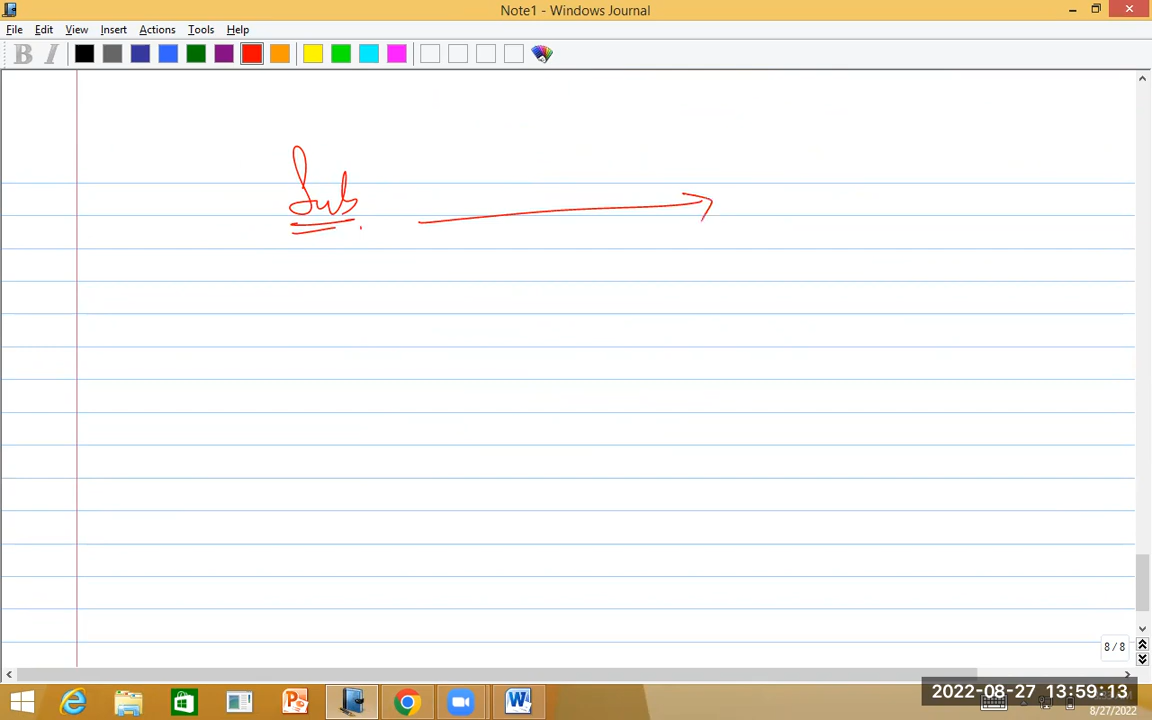 Note1 - Windows Journal
File Edit View Insert Actions Tools Help
B I
Sub
8 / 8
2022-08-27 13:59:13
8/27/2022